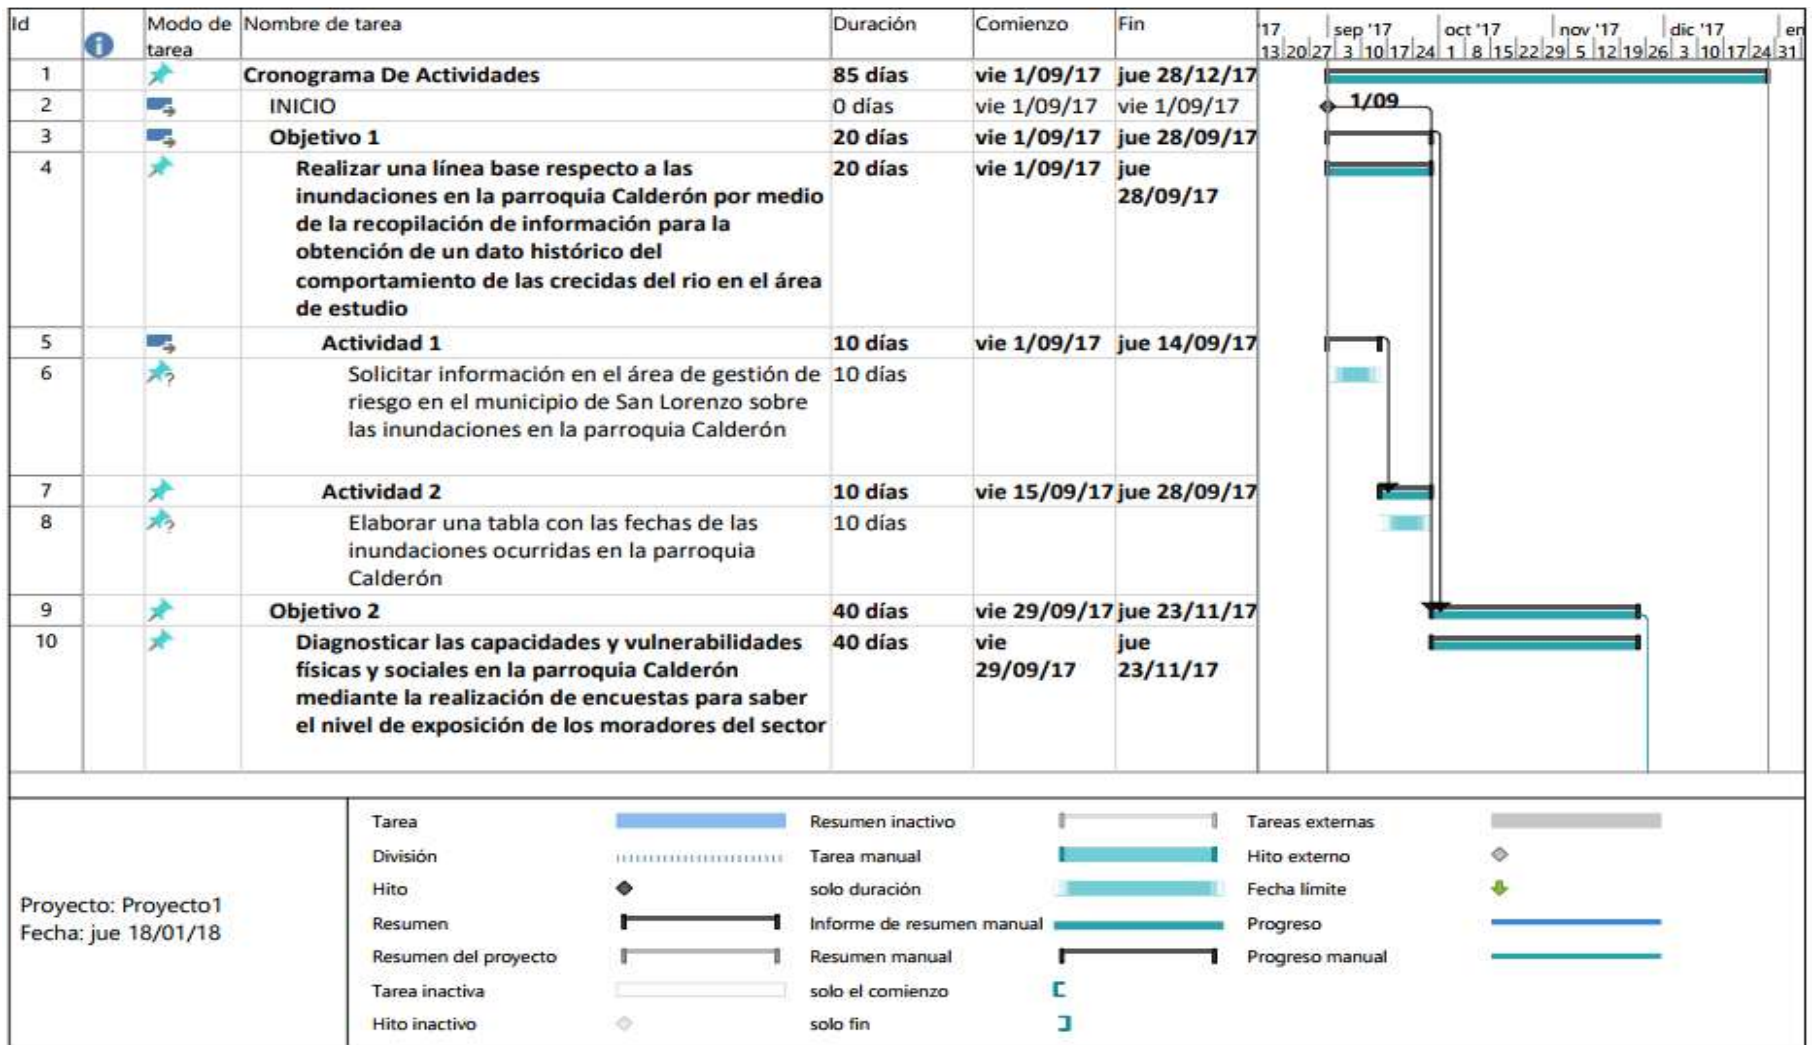 Id Modo de tarea Nombre de tarea Duración Comienzo Fin
'17 sep '17 oct '17 nov '17 dic '17 en
13 20 27 3 10 17 24 1 8 15 22 29 5 12 19 26 3 10 17 24 31
1 Cronograma De Actividades 85 días vie 1/09/17 jue 28/12/17
2 INICIO 0 días vie 1/09/17 vie 1/09/17
1/09
3 Objetivo 1 20 días vie 1/09/17 jue 28/09/17
4 Realizar una línea base respecto a las 20 días vie 1/09/17 jue
inundaciones en la parroquia Calderón por medio 28/09/17
de la recopilación de información para la
obtención de un dato histórico del
comportamiento de las crecidas del rio en el área
de estudio
5 Actividad 1 10 días vie 1/09/17 jue 14/09/17
6 Solicitar información en el área de gestión de 10 días
riesgo en el municipio de San Lorenzo sobre
las inundaciones en la parroquia Calderón
7 Actividad 2 10 días vie 15/09/17 jue 28/09/17
8 Elaborar una tabla con las fechas de las 10 días
inundaciones ocurridas en la parroquia
Calderón
9 Objetivo 2 40 días vie 29/09/17 jue 23/11/17
10 Diagnosticar las capacidades y vulnerabilidades 40 días vie jue
físicas y sociales en la parroquia Calderón 29/09/17 23/11/17
mediante la realización de encuestas para saber
el nivel de exposición de los moradores del sector
Proyecto: Proyecto1
Fecha: jue 18/01/18
Tarea
División
Hito
Resumen
Resumen del proyecto
Tarea inactiva
Hito inactivo
Resumen inactivo
Tarea manual
solo duración
Informe de resumen manual
Resumen manual
solo el comienzo
solo fin
Tareas externas
Hito externo
Fecha límite
Progreso
Progreso manual